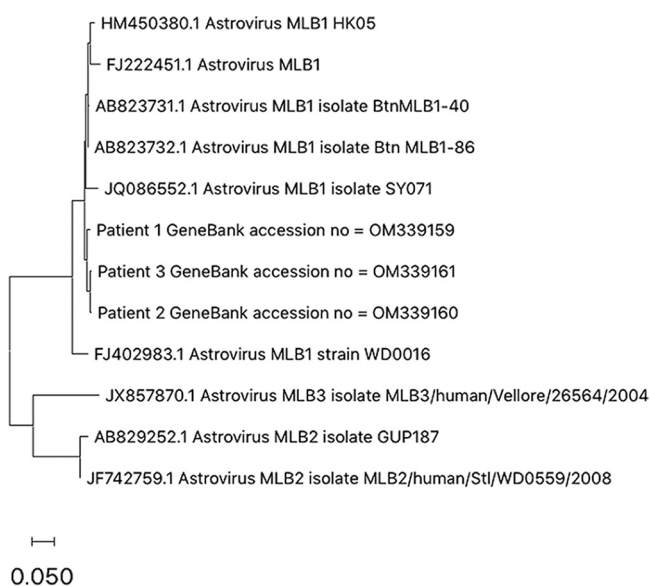 HM450380.1 Astrovirus MLB1 HK05
FJ222451.1 Astrovirus MLB1
AB823731.1 Astrovirus MLB1 isolate BtnMLB1-40
AB823732.1 Astrovirus MLB1 isolate Btn MLB1-86
JQ086552.1 Astrovirus MLB1 isolate SY071
Patient 1 GeneBank accession no = OM339159
Patient 3 GeneBank accession no = OM339161
Patient 2 GeneBank accession no = OM339160
FJ402983.1 Astrovirus MLB1 strain WD0016
JX857870.1 Astrovirus MLB3 isolate MLB3/human/Vellore/26564/2004
AB829252.1 Astrovirus MLB2 isolate GUP187
JF742759.1 Astrovirus MLB2 isolate MLB2/human/Stl/WD0559/2008
0.050